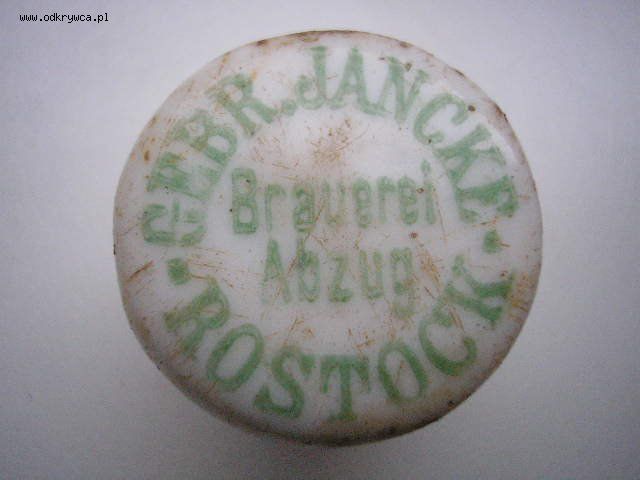 www.odkrywca.pl
GEBR. JANCKE
Brauerei
Abzug
· ROSTOCK ·